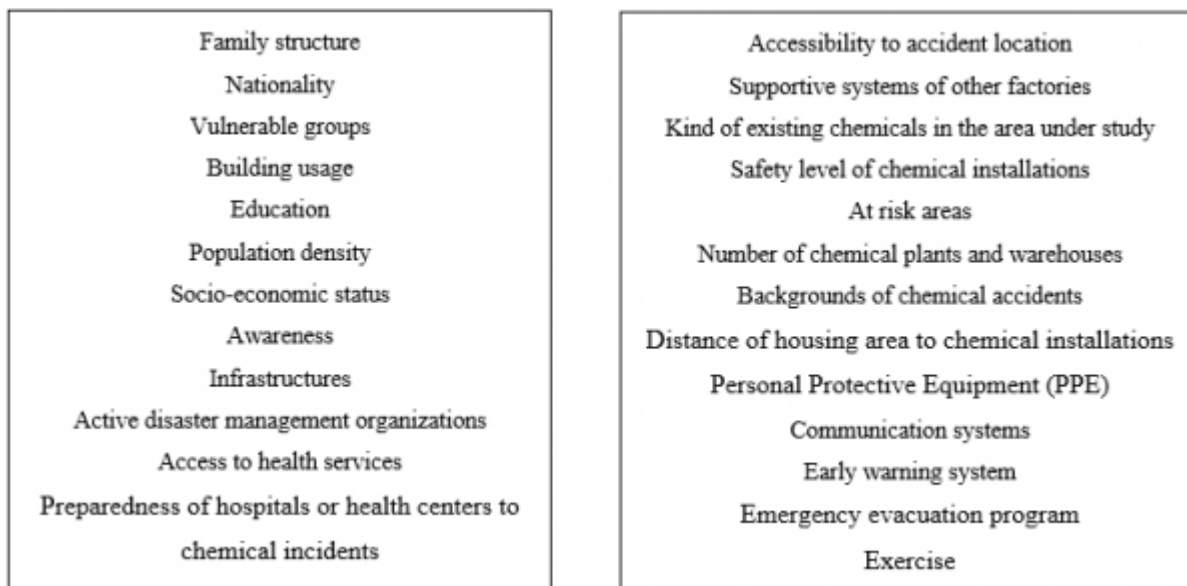 Family structure
Nationality
Vulnerable groups
Building usage
Education
Population density
Socio-economic status
Awareness
Infrastructures
Active disaster management organizations
Access to health services
Preparedness of hospitals or health centers to
chemical incidents
Accessibility to accident location
Supportive systems of other factories
Kind of existing chemicals in the area under study
Safety level of chemical installations
At risk areas
Number of chemical plants and warehouses
Backgrounds of chemical accidents
Distance of housing area to chemical installations
Personal Protective Equipment (PPE)
Communication systems
Early warning system
Emergency evacuation program
Exercise